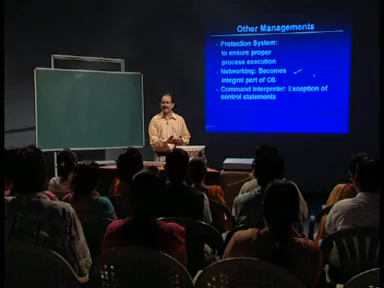 Other Managements
- Protection System:
to ensure proper
process execution
- Networking: Becomes
integral part of OS
- Command Interpreter: Exception of
control statements